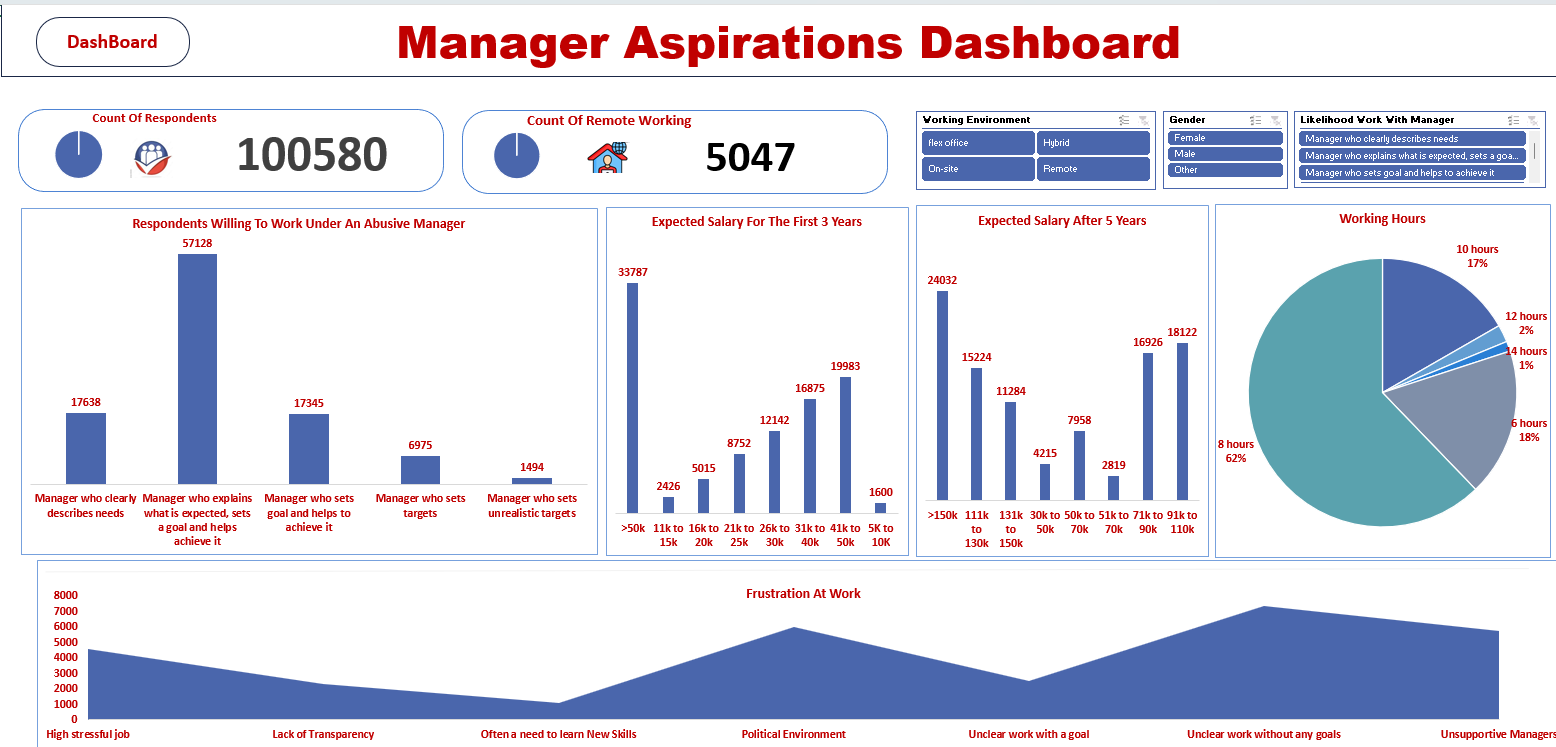 DashBoard
Manager Aspirations Dashboard
Count Of Respondents
100580
Count Of Remote Working
5047
Working Environment
flex office
Hybrid
On-site
Remote
Gender
Female
Male
Other
Likelihood Work With Manager
Manager who clearly describes needs
Manager who explains what is expected, sets a goa...
Manager who sets goal and helps to achieve it
Respondents Willing To Work Under An Abusive Manager
57128
17638
17345
6975
1494
Manager who clearly
describes needs
Manager who explains
what is expected, sets
a goal and helps
achieve it
Manager who sets
goal and helps to
achieve it
Manager who sets
targets
Manager who sets
unrealistic targets
Expected Salary For The First 3 Years
33787
2426
5015
8752
12142
16875
19983
1600
>50k
11k to
15k
16k to
20k
21k to
25k
26k to
30k
31k to
40k
41k to
50k
5K to
10K
Expected Salary After 5 Years
24032
15224
11284
4215
7958
2819
16926
18122
>150k
111k
to
130k
131k
to
150k
30k to
50k
50k to
70k
51k to
70k
71k to
90k
91k to
110k
Working Hours
10 hours
17%
12 hours
2%
14 hours
1%
6 hours
18%
8 hours
62%
Frustration At Work
8000
7000
6000
5000
4000
3000
2000
1000
0
High stressful job
Lack of Transparency
Often a need to learn New Skills
Political Environment
Unclear work with a goal
Unclear work without any goals
Unsupportive Managers